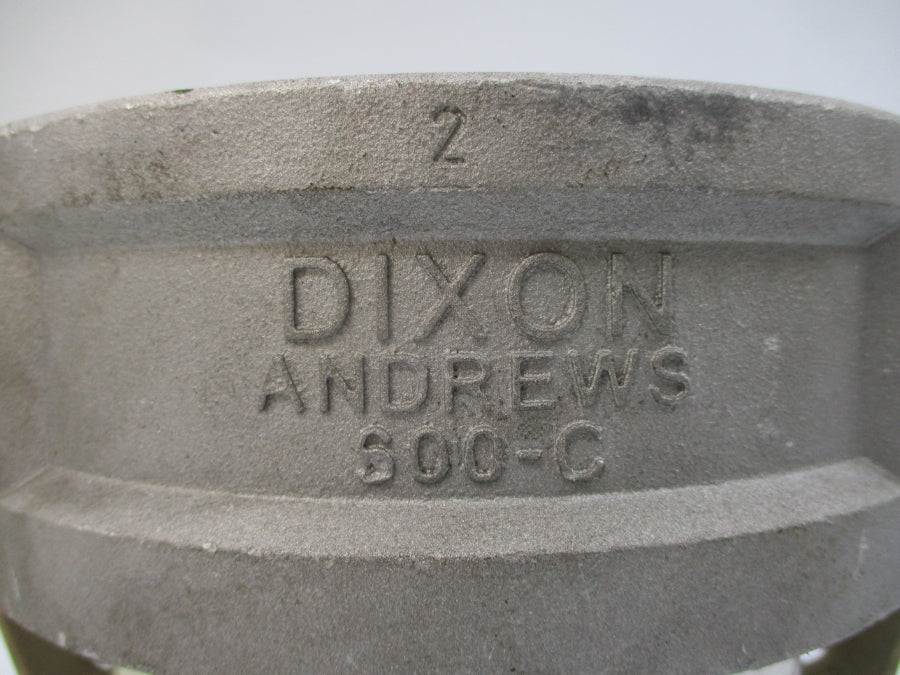 2
DIXON
ANDREWS
600-C